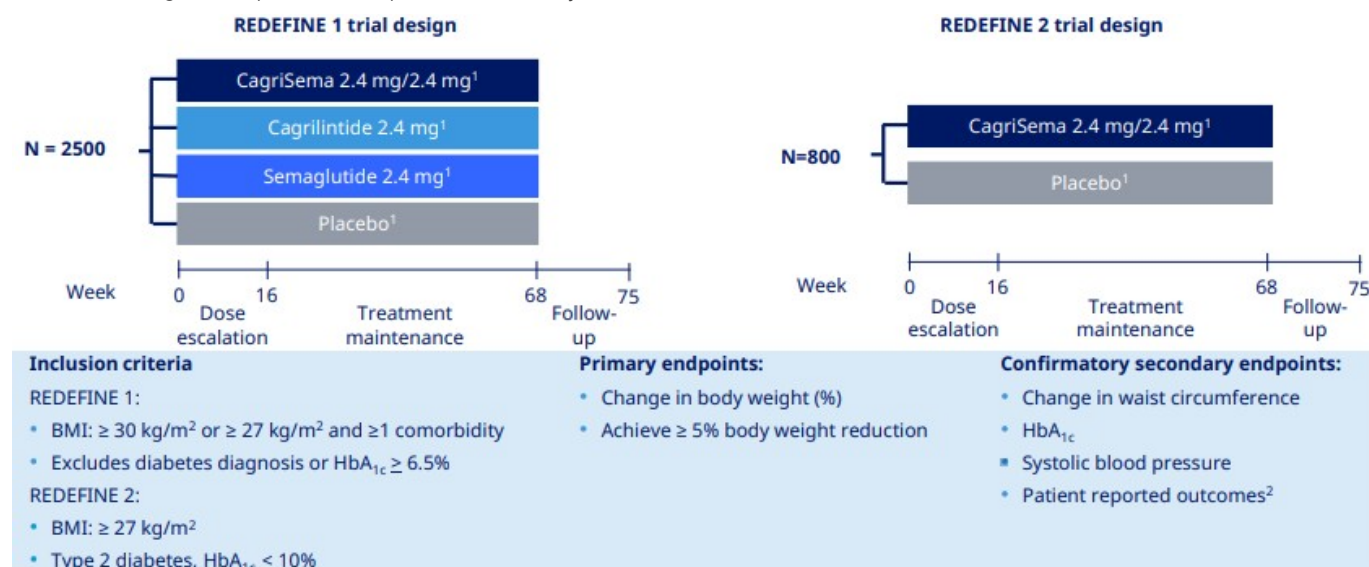 REDEFINE 1 trial design
CagriSema 2.4 mg/2.4 mg¹
Cagrilintide 2.4 mg¹
Semaglutide 2.4 mg¹
Placebo¹
N = 2500
Week
0 16 68 75
Dose escalation
Treatment maintenance
Follow-up
REDEFINE 2 trial design
CagriSema 2.4 mg/2.4 mg¹
Placebo¹
N=800
Week
0 16 68 75
Dose escalation
Treatment maintenance
Follow-up
Inclusion criteria
REDEFINE 1:
• BMI: ≥ 30 kg/m² or ≥ 27 kg/m² and ≥1 comorbidity
• Excludes diabetes diagnosis or HbA₁c ≥ 6.5%
REDEFINE 2:
• BMI: ≥ 27 kg/m²
• Type 2 diabetes, HbA₁c < 10%
Primary endpoints:
• Change in body weight (%)
• Achieve ≥ 5% body weight reduction
Confirmatory secondary endpoints:
• Change in waist circumference
• HbA₁c
▪ Systolic blood pressure
• Patient reported outcomes²